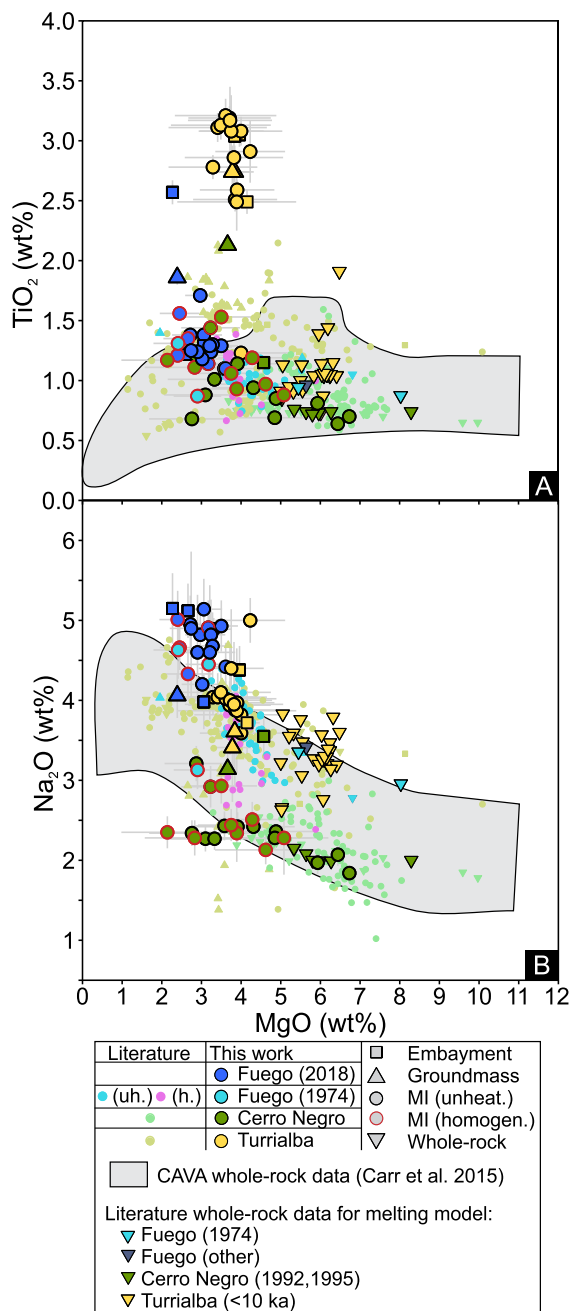 4.0
3.5
3.0
2.5
2.0
1.5
1.0
0.5
0.0
TiO2 (wt%)
A
6
5
4
3
2
1
Na2O (wt%)
B
0 1 2 3 4 5 6 7 8 9 10 11 12
MgO (wt%)
Literature This work
Embayment
Fuego (2018)
Groundmass
(uh.) (h.) Fuego (1974)
MI (unheat.)
Cerro Negro
MI (homogen.)
Turrialba
Whole-rock
CAVA whole-rock data (Carr et al. 2015)
Literature whole-rock data for melting model:
Fuego (1974)
Fuego (other)
Cerro Negro (1992,1995)
Turrialba (<10 ka)